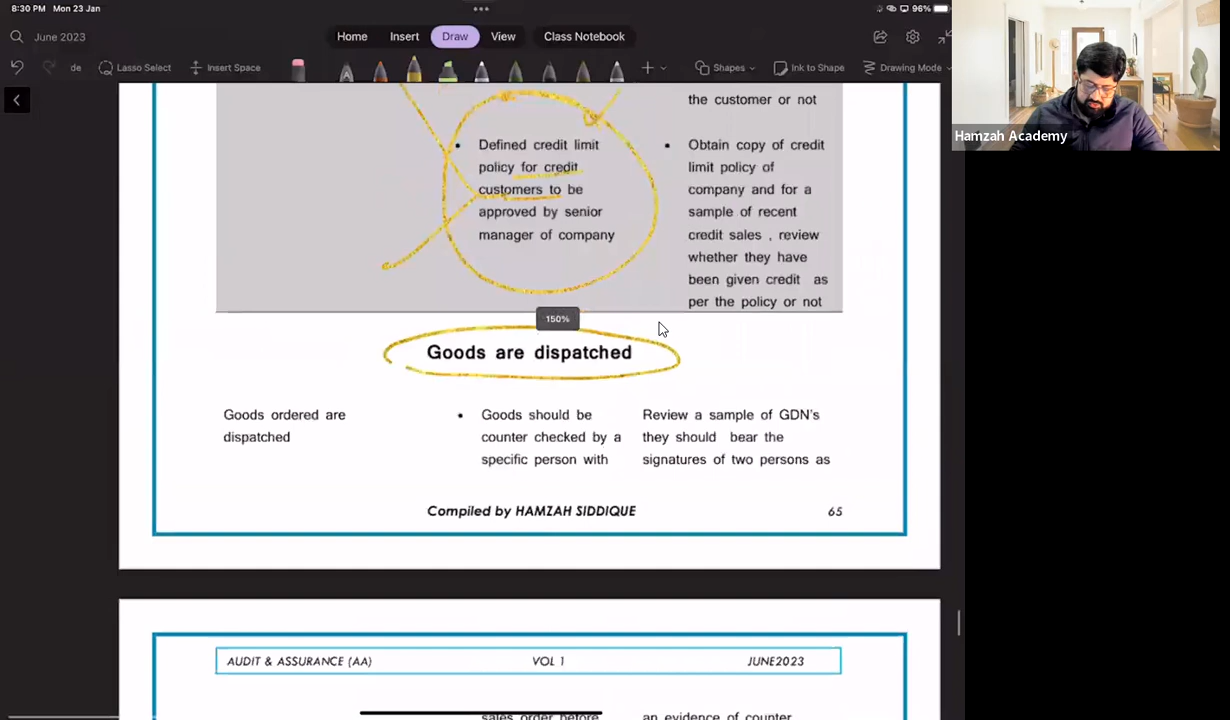 8:30 PM Mon 23 Jan
96%
June 2023
Home Insert Draw View Class Notebook
de Lasso Select Insert Space Shapes Ink to Shape Drawing Mode
Hamzah Academy
the customer or not
• Defined credit limit
policy for credit
customers to be
approved by senior
manager of company
• Obtain copy of credit
limit policy of
company and for a
sample of recent
credit sales , review
whether they have
been given credit as
per the policy or not
150%
Goods are dispatched
Goods ordered are
dispatched
• Goods should be
counter checked by a
specific person with
Review a sample of GDN's
they should bear the
signatures of two persons as
Compiled by HAMZAH SIDDIQUE 65
AUDIT & ASSURANCE (AA) VOL 1 JUNE2023
sales order before an evidence of counter